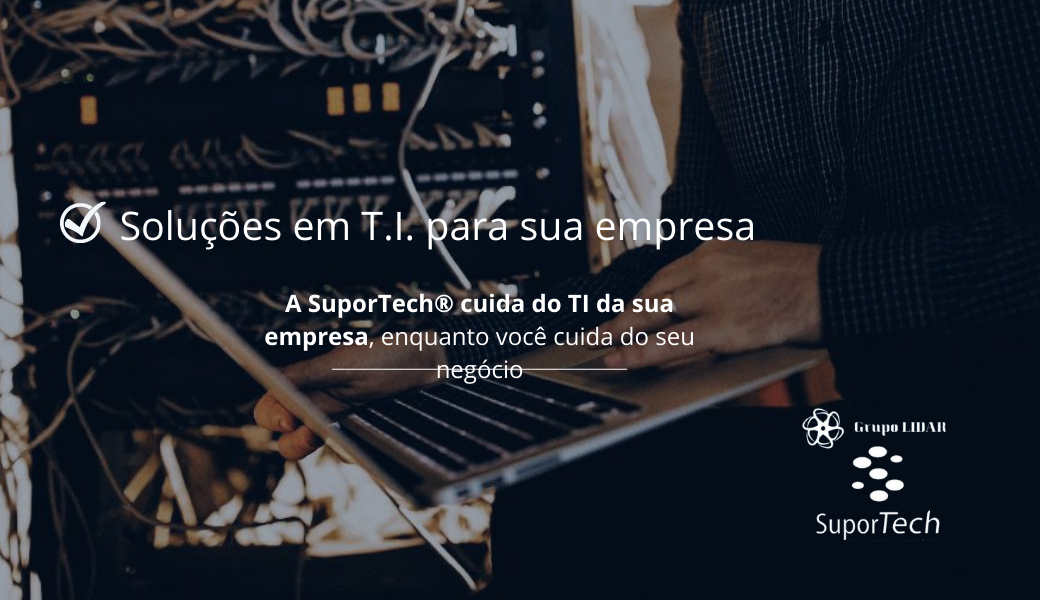 Soluções em T.I. para sua empresa
A SuporTech® cuida do TI da sua
empresa, enquanto você cuida do seu
negócio
Grupo LIDAR
SuporTech